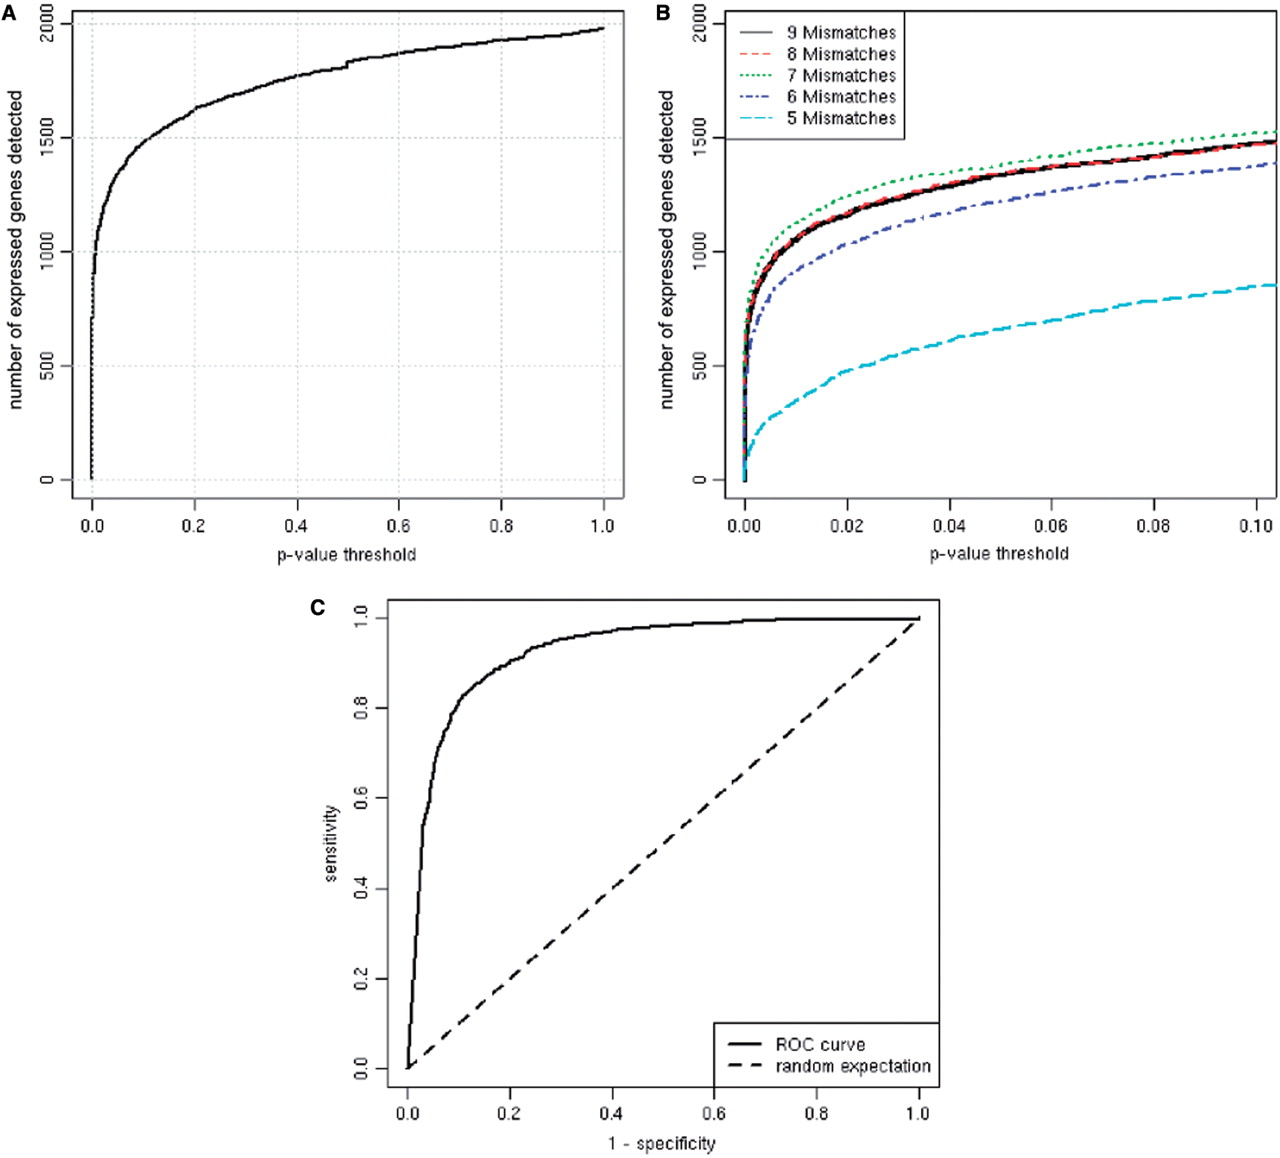 A
number of expressed genes detected
2000
1500
1000
500
0
0.0 0.2 0.4 0.6 0.8 1.0
p-value threshold
B
9 Mismatches
8 Mismatches
7 Mismatches
6 Mismatches
5 Mismatches
number of expressed genes detected
2000
1500
1000
500
0
0.00 0.02 0.04 0.06 0.08 0.10
p-value threshold
C
sensitivity
1.0
0.8
0.6
0.4
0.2
0.0
ROC curve
random expectation
0.0 0.2 0.4 0.6 0.8 1.0
1 - specificity